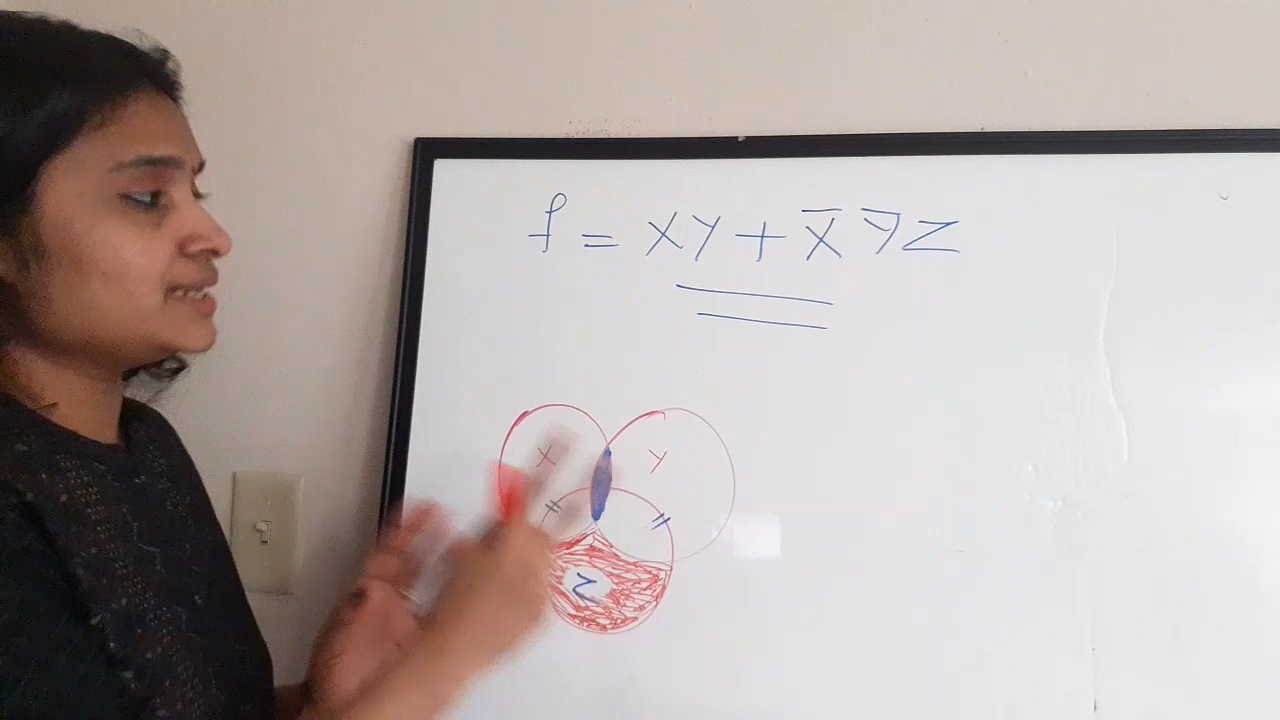 f = XY + X̅ Y̅ Z
X Y
Z